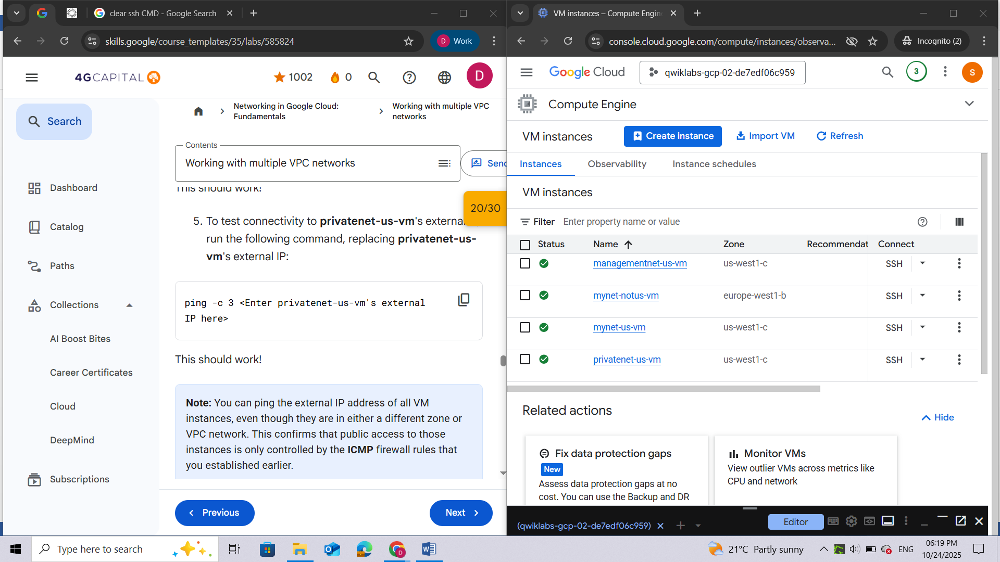 clear ssh CMD - Google Search
skills.google/course_templates/35/labs/585824
D
Work
4GCAPITAL
1002
0
D
Search
Dashboard
Catalog
Paths
Collections
AI Boost Bites
Career Certificates
Cloud
DeepMind
Subscriptions
Networking in Google Cloud:
Fundamentals
Working with multiple VPC
networks
Contents
Working with multiple VPC networks
Send
This should work!
20/30
5. To test connectivity to privatenet-us-vm's external
run the following command, replacing privatenet-us-
vm's external IP:
ping -c 3 <Enter privatenet-us-vm's external
IP here>
This should work!
Note: You can ping the external IP address of all VM
instances, even though they are in either a different zone or
VPC network. This confirms that public access to those
instances is only controlled by the ICMP firewall rules that
you established earlier.
Previous
Next
VM instances – Compute Engin
console.cloud.google.com/compute/instances/observa...
Incognito (2)
Google Cloud
qwiklabs-gcp-02-de7edf06c959
3
S
Compute Engine
VM instances
Create instance
Import VM
Refresh
Instances
Observability
Instance schedules
VM instances
Filter
Enter property name or value
Status
Name
Zone
Recommendat
Connect
managementnet-us-vm
us-west1-c
SSH
mynet-notus-vm
europe-west1-b
SSH
mynet-us-vm
us-west1-c
SSH
privatenet-us-vm
us-west1-c
SSH
Related actions
Hide
Fix data protection gaps
New
Assess data protection gaps at no
cost. You can use the Backup and DR
Monitor VMs
View outlier VMs across metrics like
CPU and network
(qwiklabs-gcp-02-de7edf06c959)
Editor
Type here to search
21°C Partly sunny
ENG
06:19 PM
10/24/2025